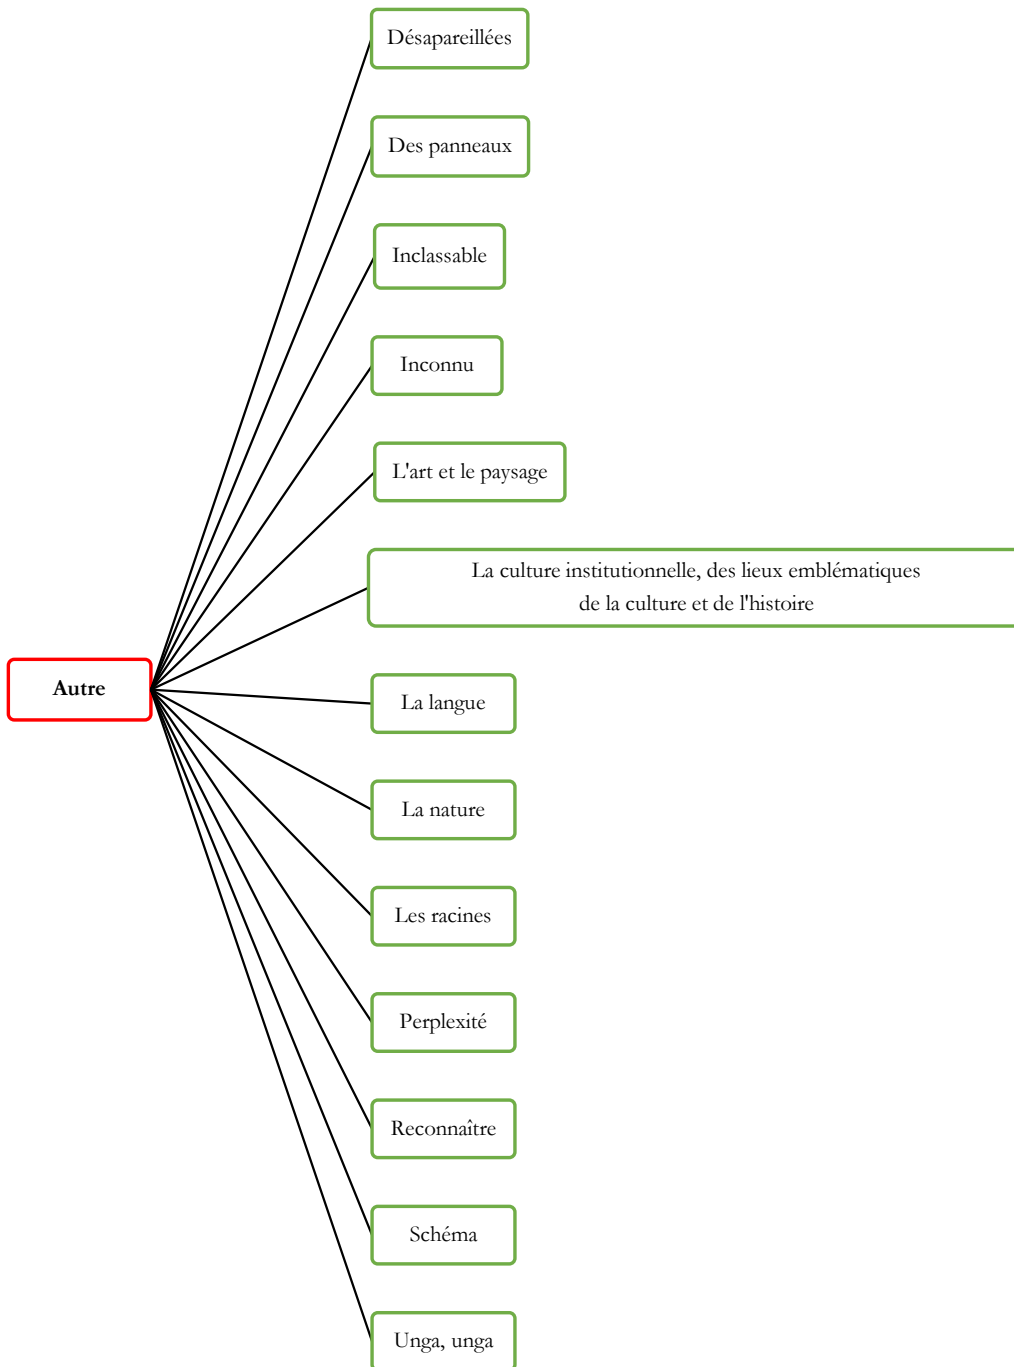 Désapareillées
Des panneaux
Inclassable
Inconnu
L'art et le paysage
La culture institutionnelle, des lieux emblématiques
de la culture et de l'histoire
Autre
La langue
La nature
Les racines
Perplexité
Reconnaître
Schéma
Unga, unga